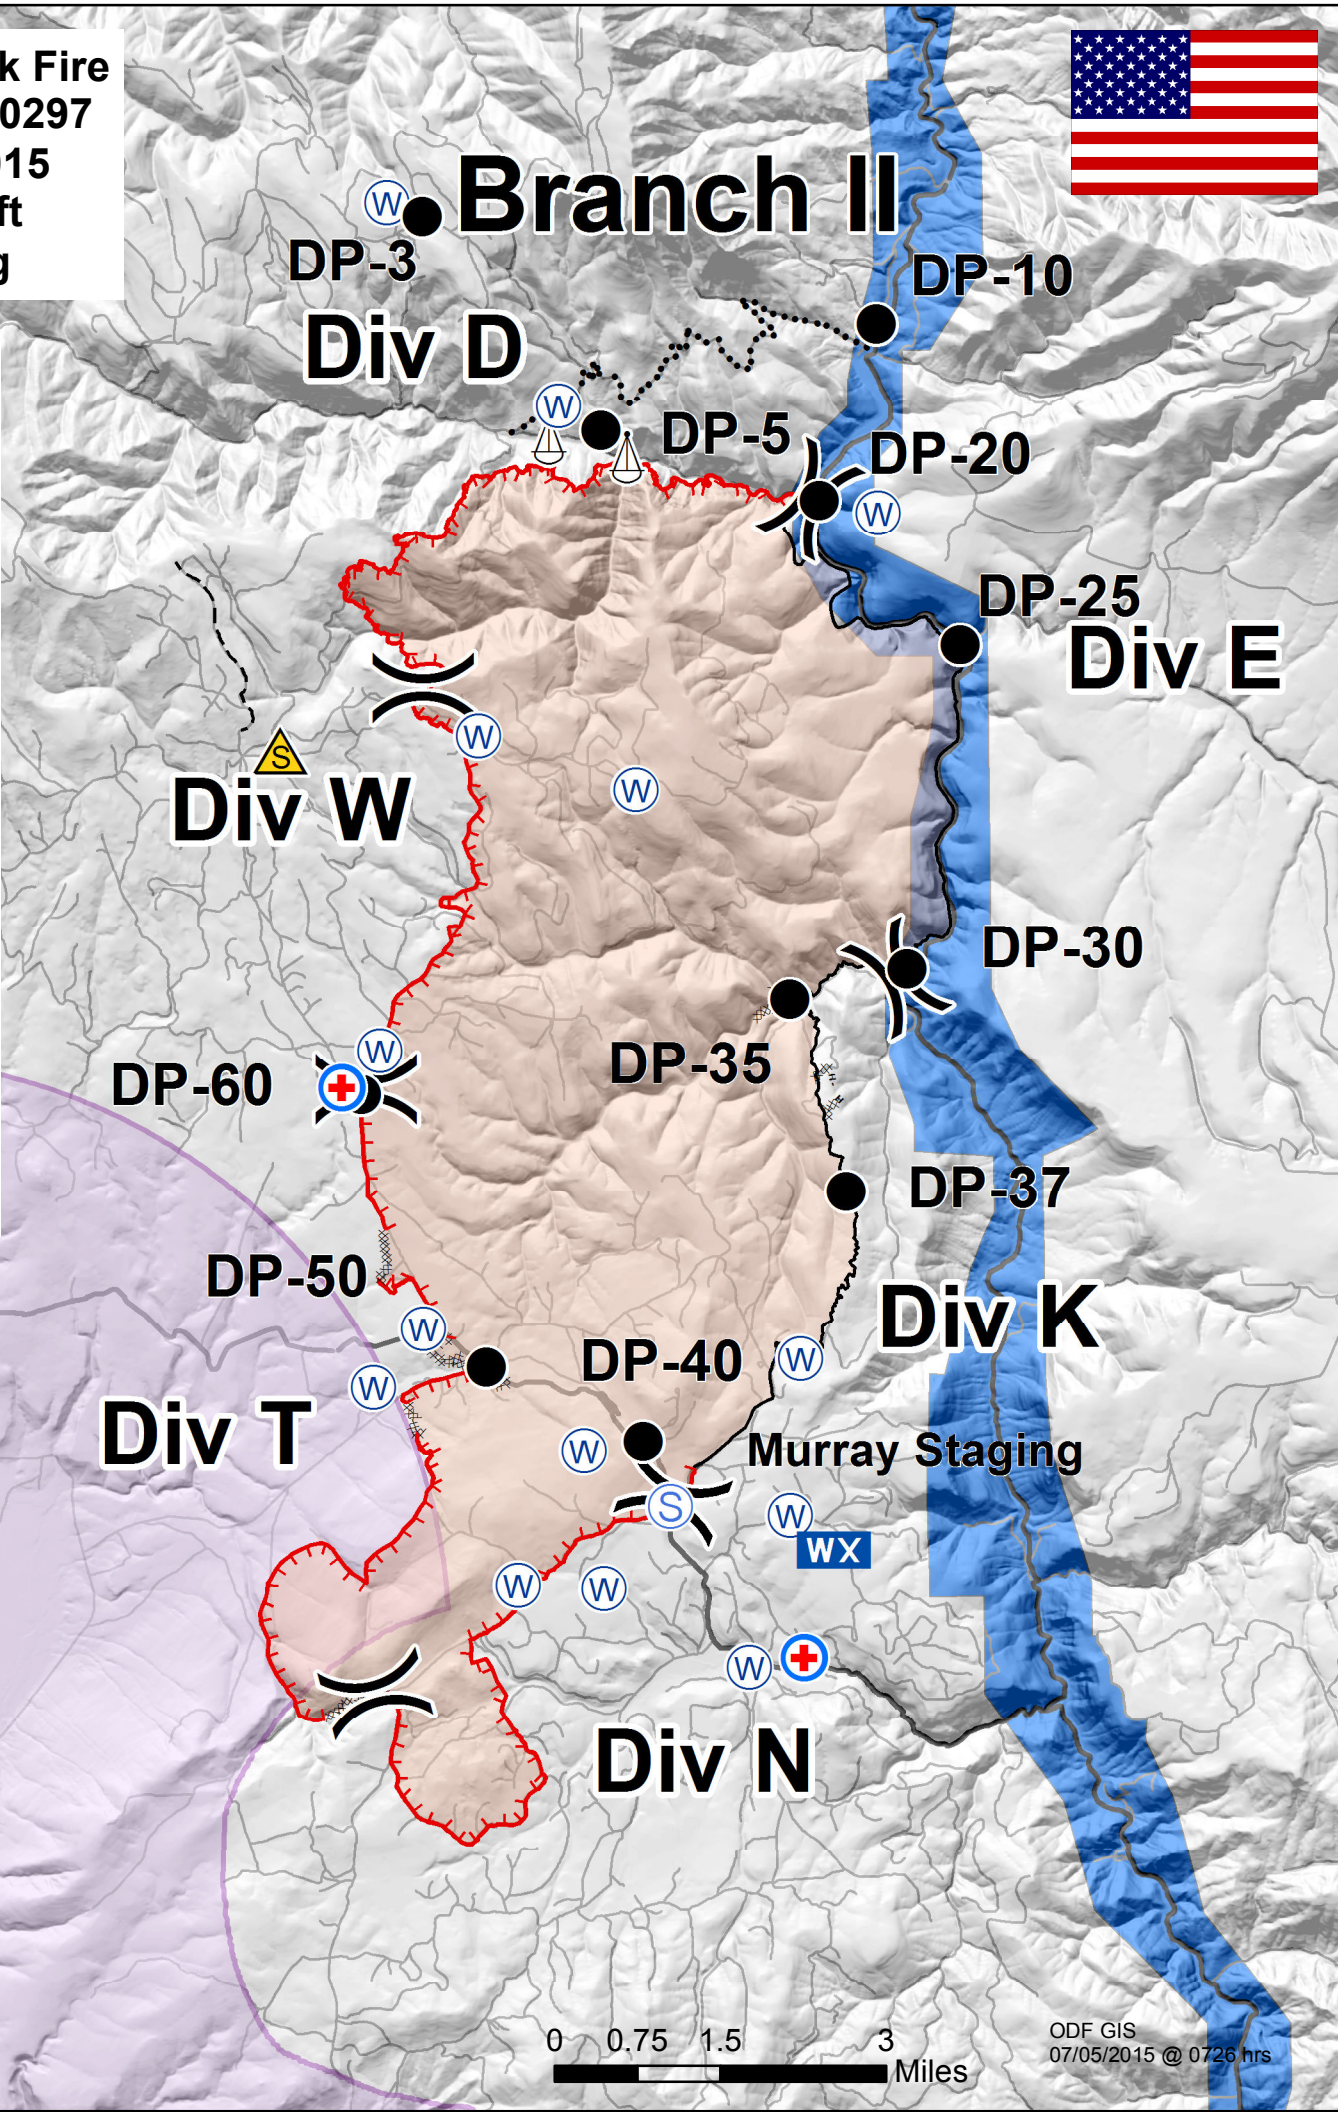 k Fire
0297
015
ft
g
Branch II
W
DP-3
DP-10
Div D
W
DP-5
DP-20
W
DP-25
Div E
W
S
Div W
W
DP-30
W
DP-35
DP-60
DP-37
DP-50
Div K
W
DP-40
W
W
Div T
W
Murray Staging
S
W
WX
W
W
W
Div N
0 0.75 1.5 3
Miles
ODF GIS
07/05/2015 @ 0726 hrs